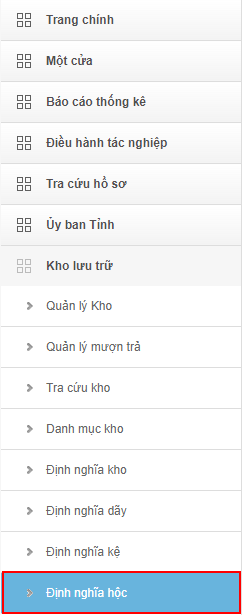 Trang chính
Một cửa
Báo cáo thống kê
Điều hành tác nghiệp
Tra cứu hồ sơ
Ủy ban Tỉnh
Kho lưu trữ
Quản lý Kho
Quản lý mượn trả
Tra cứu kho
Danh mục kho
Định nghĩa kho
Định nghĩa dãy
Định nghĩa kệ
Định nghĩa hộc